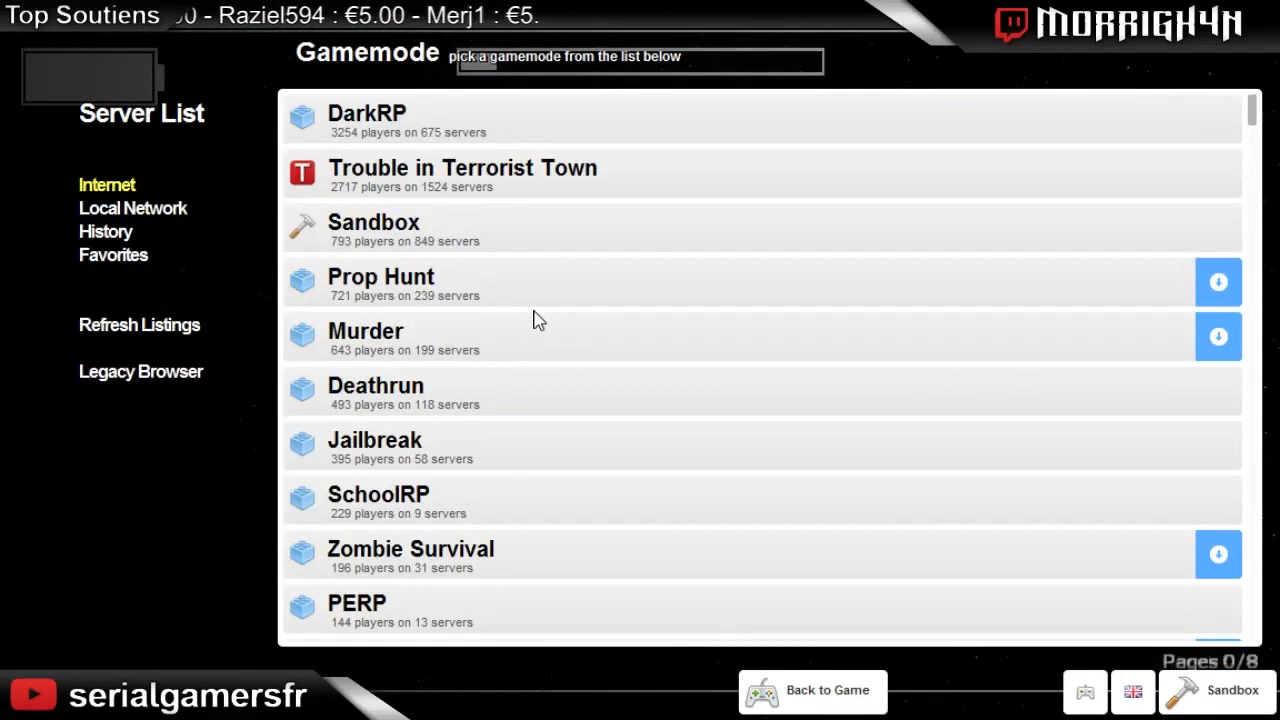 Top Soutiens 00 - Raziel594 : €5.00 - Merj1 : €5.
MORRIGH4N
Gamemode pick a gamemode from the list below
Server List
Internet
Local Network
History
Favorites
Refresh Listings
Legacy Browser
DarkRP
3254 players on 675 servers
T
Trouble in Terrorist Town
2717 players on 1524 servers
Sandbox
793 players on 849 servers
Prop Hunt
721 players on 239 servers
Murder
643 players on 199 servers
Deathrun
493 players on 118 servers
Jailbreak
395 players on 58 servers
SchoolRP
229 players on 9 servers
Zombie Survival
196 players on 31 servers
PERP
144 players on 13 servers
Pages 0/8
serialgamersfr
Back to Game
Sandbox